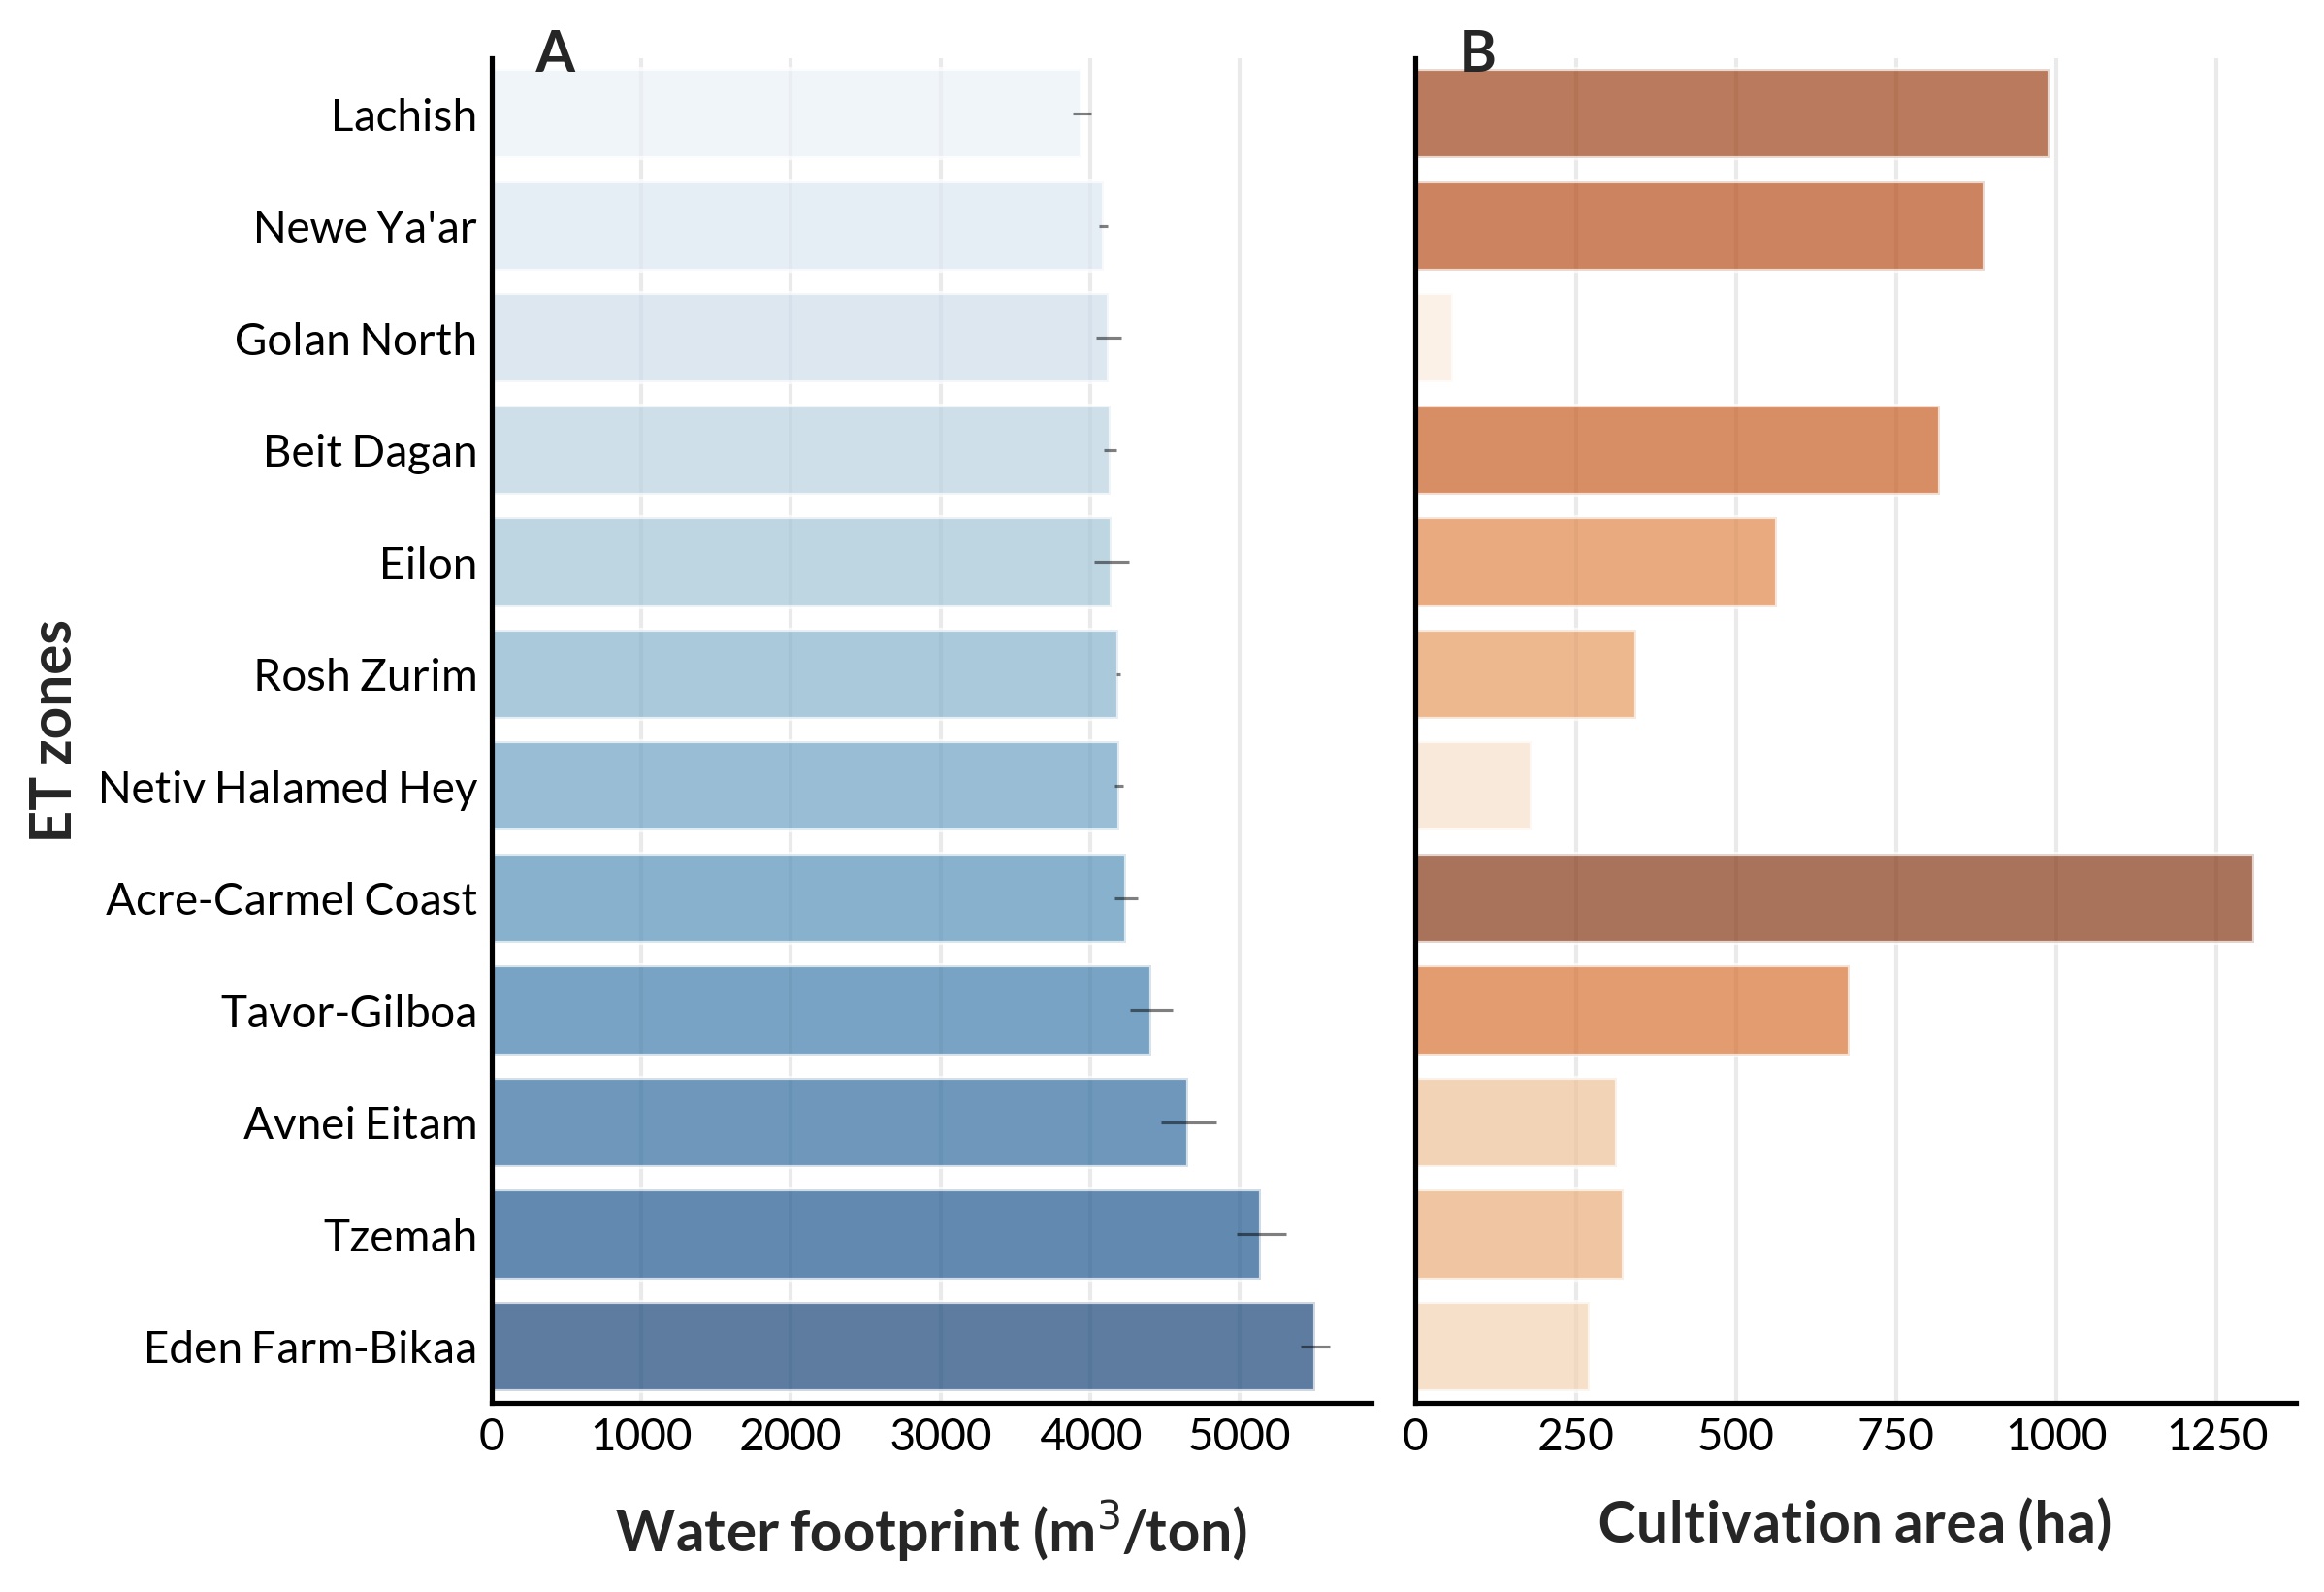 A
B
Lachish
Newe Ya'ar
Golan North
Beit Dagan
Eilon
Rosh Zurim
Netiv Halamed Hey
Acre-Carmel Coast
Tavor-Gilboa
Avnei Eitam
Tzemah
Eden Farm-Bikaa
ET zones
0 1000 2000 3000 4000 5000
0 250 500 750 1000 1250
Water footprint (m³/ton)
Cultivation area (ha)